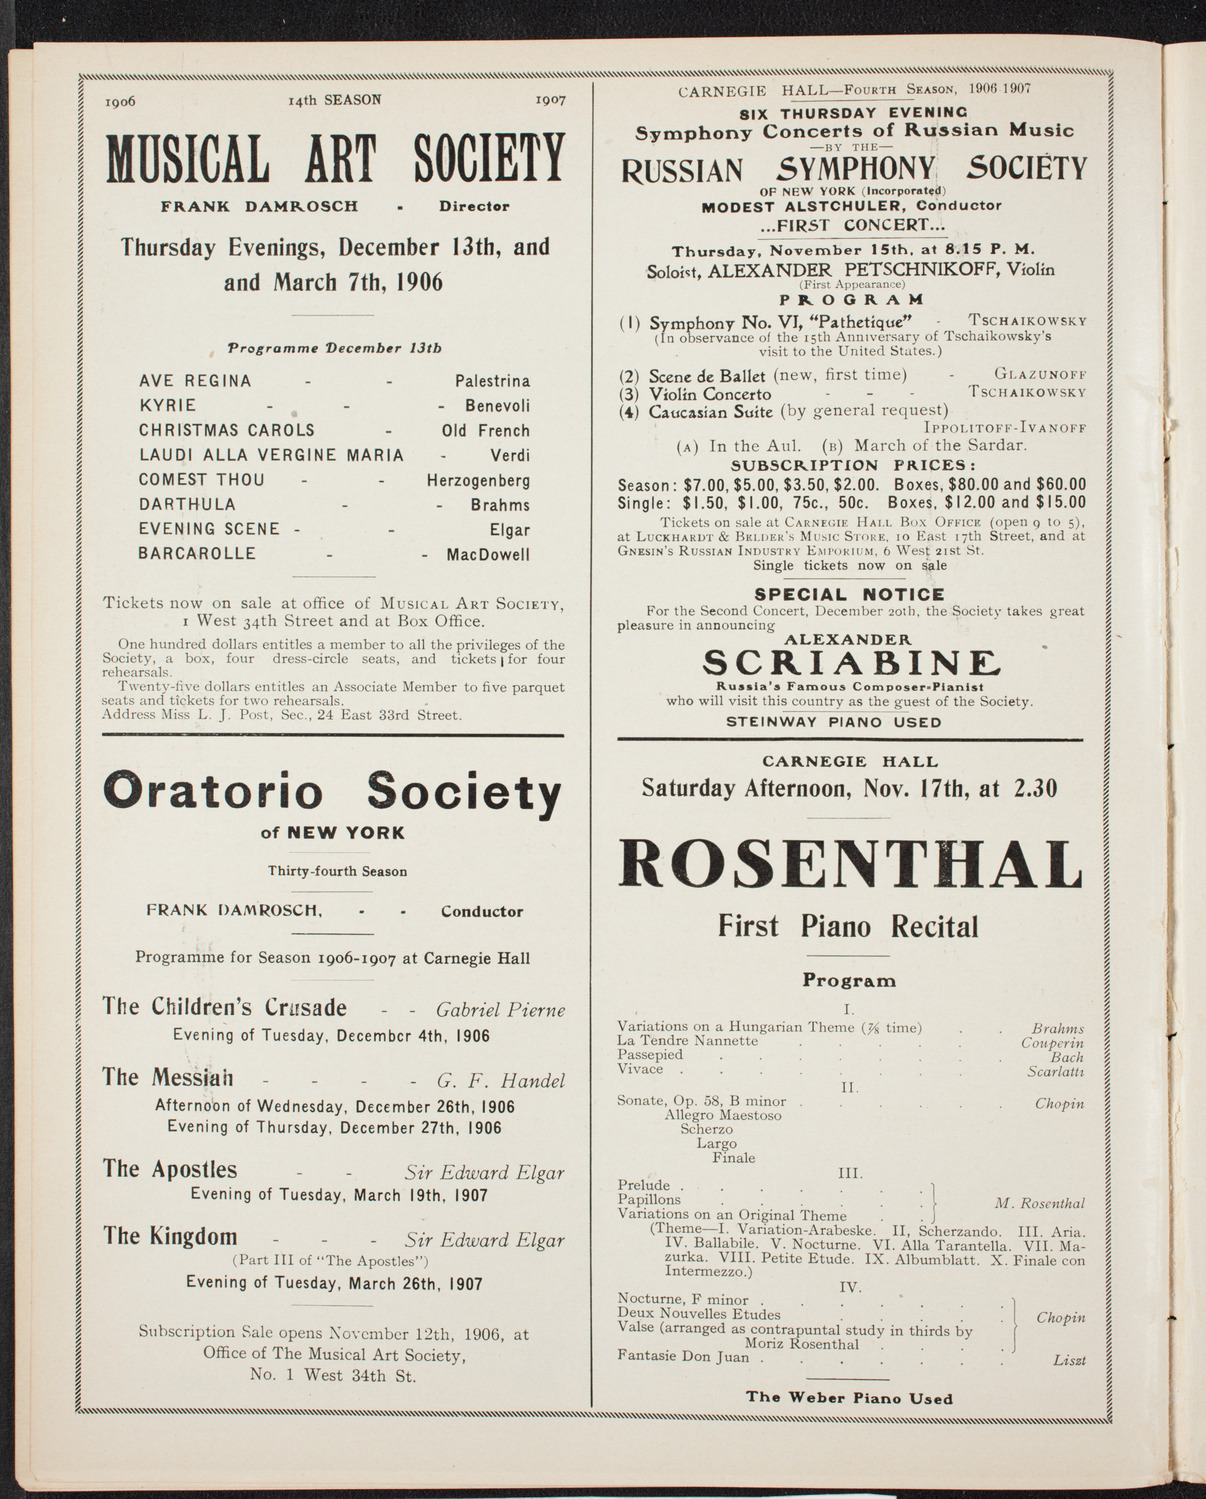 1906 14th SEASON 1907
MUSICAL ART SOCIETY
FRANK DAMROSCH - Director
Thursday Evenings, December 13th, and
and March 7th, 1906
Programme December 13th
AVE REGINA - - Palestrina
KYRIE - - - Benevoli
CHRISTMAS CAROLS - Old French
LAUDI ALLA VERGINE MARIA - Verdi
COMEST THOU - - Herzogenberg
DARTHULA - - Brahms
EVENING SCENE - - Elgar
BARCAROLLE - - MacDowell
Tickets now on sale at office of MUSICAL ART SOCIETY,
1 West 34th Street and at Box Office.
One hundred dollars entitles a member to all the privileges of the
Society, a box, four dress-circle seats, and tickets for four
rehearsals.
Twenty-five dollars entitles an Associate Member to five parquet
seats and tickets for two rehearsals.
Address Miss L. J. Post, Sec., 24 East 33rd Street.
Oratorio Society
of NEW YORK
Thirty-fourth Season
FRANK DAMROSCH, - - Conductor
Programme for Season 1906-1907 at Carnegie Hall
The Children's Crusade - - Gabriel Pierne
Evening of Tuesday, December 4th, 1906
The Messiah - - - - G. F. Handel
Afternoon of Wednesday, December 26th, 1906
Evening of Thursday, December 27th, 1906
The Apostles - - Sir Edward Elgar
Evening of Tuesday, March 19th, 1907
The Kingdom - - - Sir Edward Elgar
(Part III of "The Apostles")
Evening of Tuesday, March 26th, 1907
Subscription Sale opens November 12th, 1906, at
Office of The Musical Art Society,
No. 1 West 34th St.
CARNEGIE HALL—FOURTH SEASON, 1906 1907
SIX THURSDAY EVENING
Symphony Concerts of Russian Music
—BY THE—
RUSSIAN SYMPHONY SOCIETY
OF NEW YORK (Incorporated)
MODEST ALSTCHULER, Conductor
...FIRST CONCERT...
Thursday, November 15th, at 8.15 P. M.
Soloist, ALEXANDER PETSCHNIKOFF, Violin
(First Appearance)
PROGRAM
(1) Symphony No. VI, "Pathetique" - TSCHAIKOWSKY
(In observance of the 15th Anniversary of Tschaikowsky's
visit to the United States.)
(2) Scene de Ballet (new, first time) - GLAZUNOFF
(3) Violin Concerto - - - TSCHAIKOWSKY
(4) Caucasian Suite (by general request)
IPPOLITOFF-IVANOFF
(A) In the Aul. (B) March of the Sardar.
SUBSCRIPTION PRICES:
Season: $7.00, $5.00, $3.50, $2.00. Boxes, $80.00 and $60.00
Single: $1.50, $1.00, 75c., 50c. Boxes, $12.00 and $15.00
Tickets on sale at CARNEGIE HALL BOX OFFICE (open 9 to 5),
at LUCKHARDT & BELDER'S MUSIC STORE, 10 East 17th Street, and at
GNESIN'S RUSSIAN INDUSTRY EMPORIUM, 6 West 21st St.
Single tickets now on sale
SPECIAL NOTICE
For the Second Concert, December 20th, the Society takes great
pleasure in announcing
ALEXANDER
SCRIABINE
Russia's Famous Composer-Pianist
who will visit this country as the guest of the Society.
STEINWAY PIANO USED
CARNEGIE HALL
Saturday Afternoon, Nov. 17th, at 2.30
ROSENTHAL
First Piano Recital
Program
I.
Variations on a Hungarian Theme (⅞ time) . . Brahms
La Tendre Nannette . . . . . Couperin
Passepied . . . . . . . . Bach
Vivace . . . . . . . . Scarlatti
II.
Sonate, Op. 58, B minor . . . . . . Chopin
Allegro Maestoso
Scherzo
Largo
Finale
III.
Prelude . . . . . . .
Papillons . . . . . . M. Rosenthal
Variations on an Original Theme . .
(Theme—I. Variation-Arabeske. II, Scherzando. III. Aria.
IV. Ballabile. V. Nocturne. VI. Alla Tarantella. VII. Ma-
zurka. VIII. Petite Etude. IX. Albumblatt. X. Finale con
Intermezzo.)
IV.
Nocturne, F minor . . . . . . .
Deux Nouvelles Etudes . . . . . . Chopin
Valse (arranged as contrapuntal study in thirds by
Moriz Rosenthal . . . .
Fantasie Don Juan . . . . . . . Liszt
The Weber Piano Used